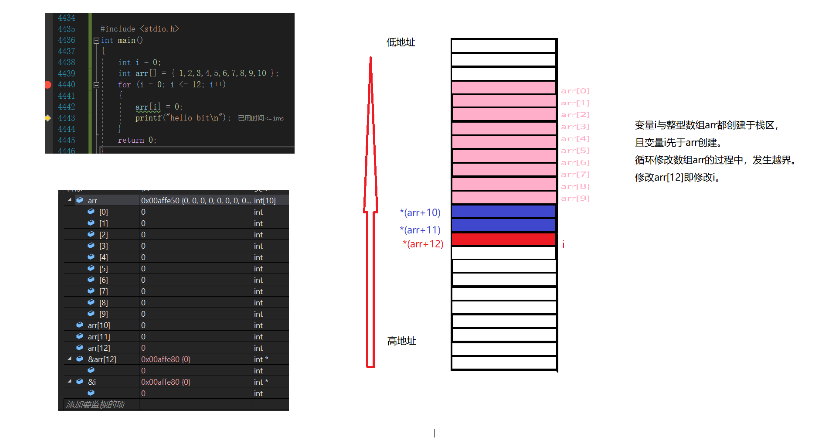 4434
4435 #include <stdio.h>
4436 int main()
4437 {
4438 int i = 0;
4439 int arr[] = { 1,2,3,4,5,6,7,8,9,10 };
4440 for (i = 0; i <= 12; i++)
4441 {
4442 arr[i] = 0;
4443 printf("hello bit\n"); 已用时间
4444 }
4445 return 0;
4446 }
arr 0x00affe50 {0, 0, 0, 0, 0, 0, 0, 0... int[10]
[0] 0 int
[1] 0 int
[2] 0 int
[3] 0 int
[4] 0 int
[5] 0 int
[6] 0 int
[7] 0 int
[8] 0 int
[9] 0 int
arr[10] 0 int
arr[11] 0 int
arr[12] 0 int
&arr[12] 0x00affe80 {0} int *
0 int
&i 0x00affe80 {0} int *
0 int
添加要监视的项
低地址
arr[0]
arr[1]
arr[2]
arr[3]
arr[4]
arr[5]
arr[6]
arr[7]
arr[8]
arr[9]
*(arr+10)
*(arr+11)
*(arr+12) i
高地址
变量i与整型数组arr都创建于栈区，
且变量i先于arr创建。
循环修改数组arr的过程中，发生越界。
修改arr[12]即修改i。